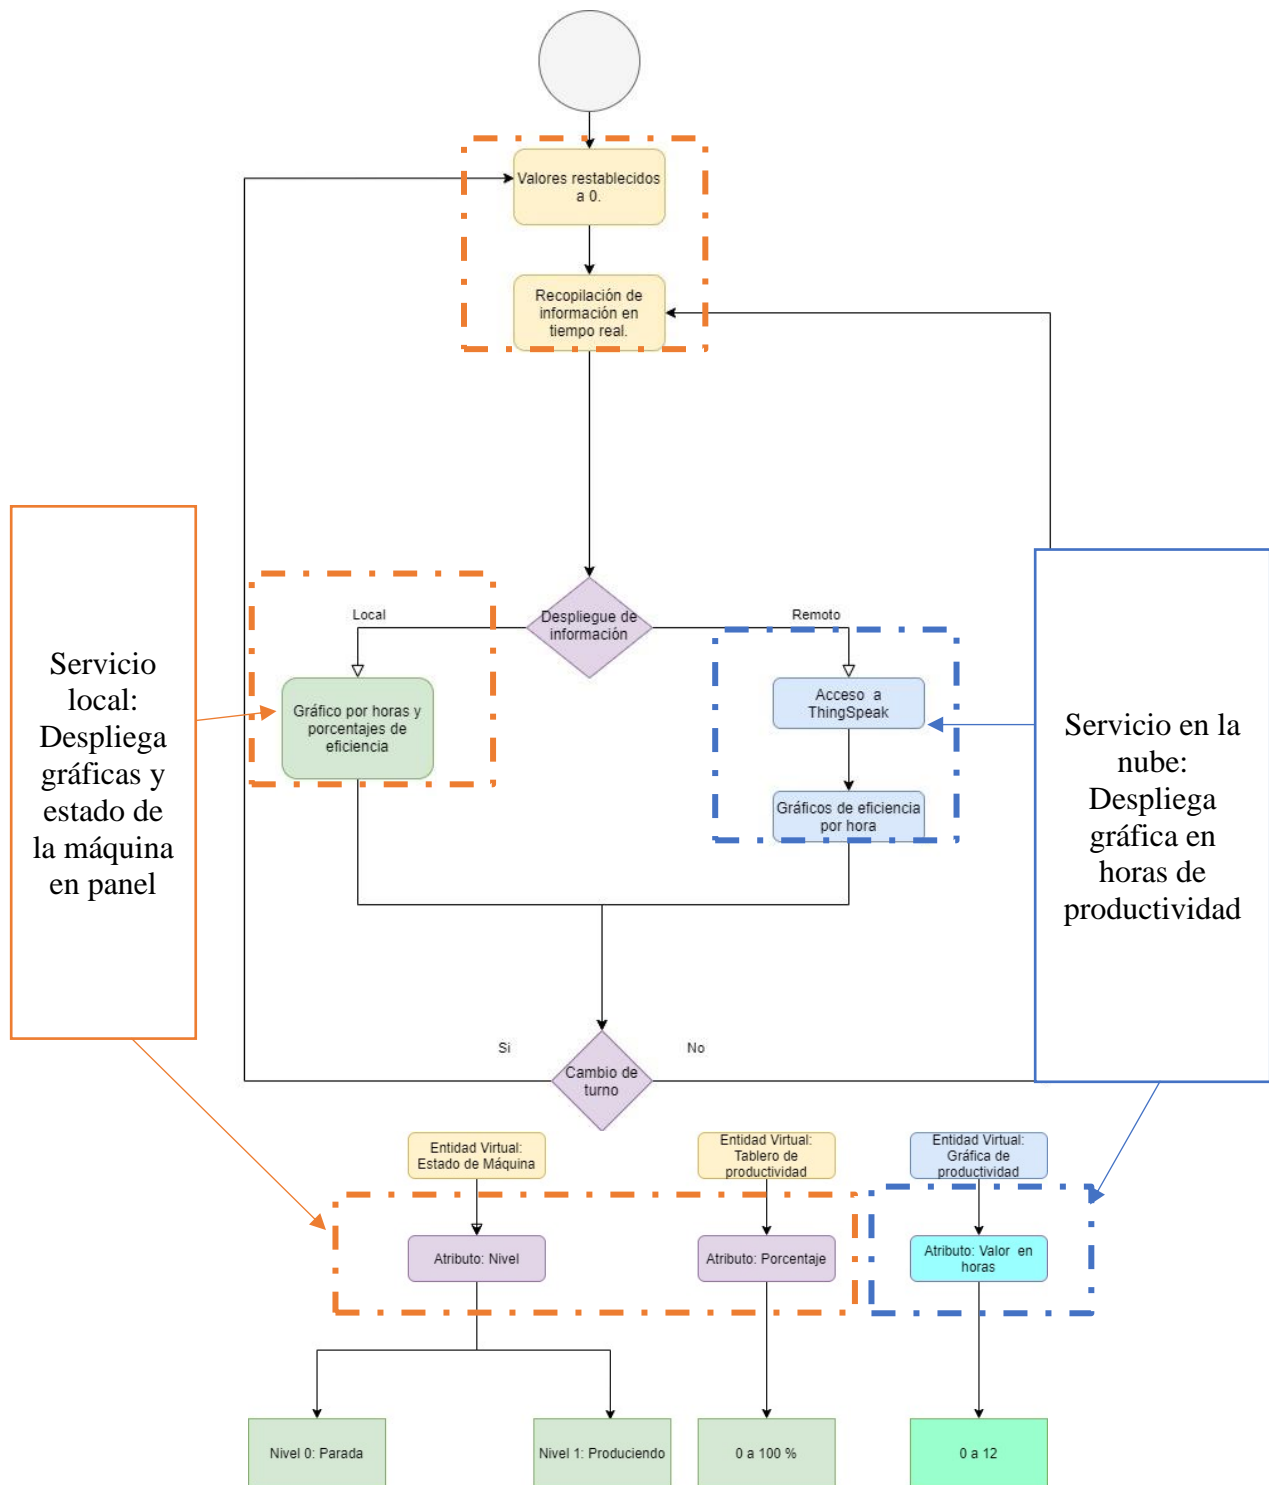 Valores restablecidos
a 0.
Recopilación de
información en
tiempo real.
Despliegue de
información
Local
Remoto
Gráfico por horas y
porcentajes de
eficiencia
Acceso a
ThingSpeak
Gráficos de eficiencia
por hora
Servicio
local:
Despliega
gráficas y
estado de
la máquina
en panel
Servicio en la
nube:
Despliega
gráfica en
horas de
productividad
Si
No
Cambio de
turno
Entidad Virtual:
Estado de Máquina
Entidad Virtual:
Tablero de
productividad
Entidad Virtual:
Gráfica de
productividad
Atributo: Nivel
Atributo: Porcentaje
Atributo: Valor en
horas
Nivel 0: Parada
Nivel 1: Produciendo
0 a 100 %
0 a 12